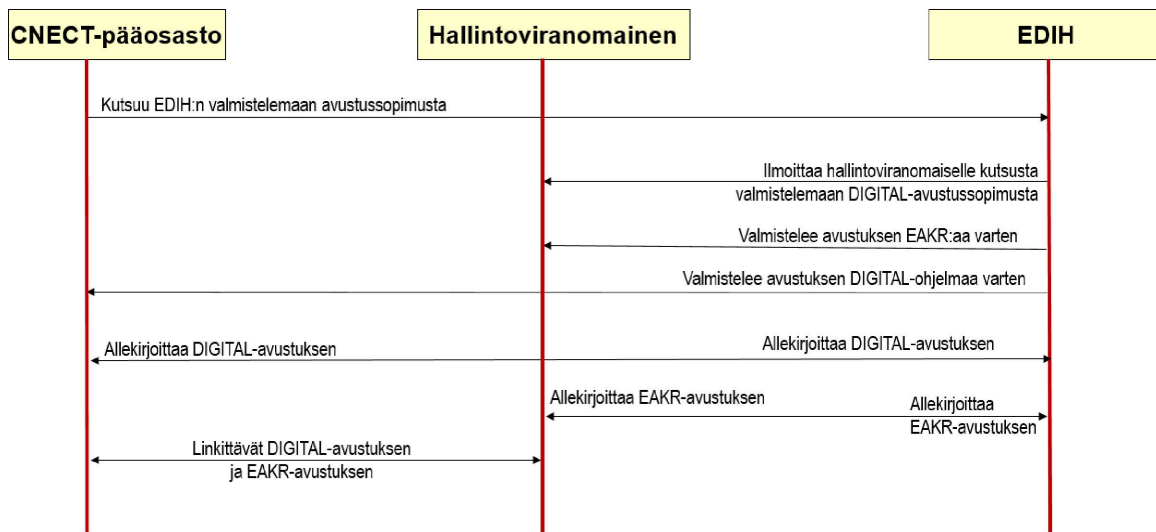 CNECT-pääosasto
Hallintoviranomainen
EDIH
Kutsuu EDIH:n valmistelemaan avustussopimusta
Ilmoittaa hallintoviranomaiselle kutsusta
valmistelemaan DIGITAL-avustussopimusta
Valmistelee avustuksen EAKR:aa varten
Valmistelee avustuksen DIGITAL-ohjelmaa varten
Allekirjoittaa DIGITAL-avustuksen
Allekirjoittaa DIGITAL-avustuksen
Allekirjoittaa EAKR-avustuksen
Allekirjoittaa
EAKR-avustuksen
Linkittävät DIGITAL-avustuksen
ja EAKR-avustuksen